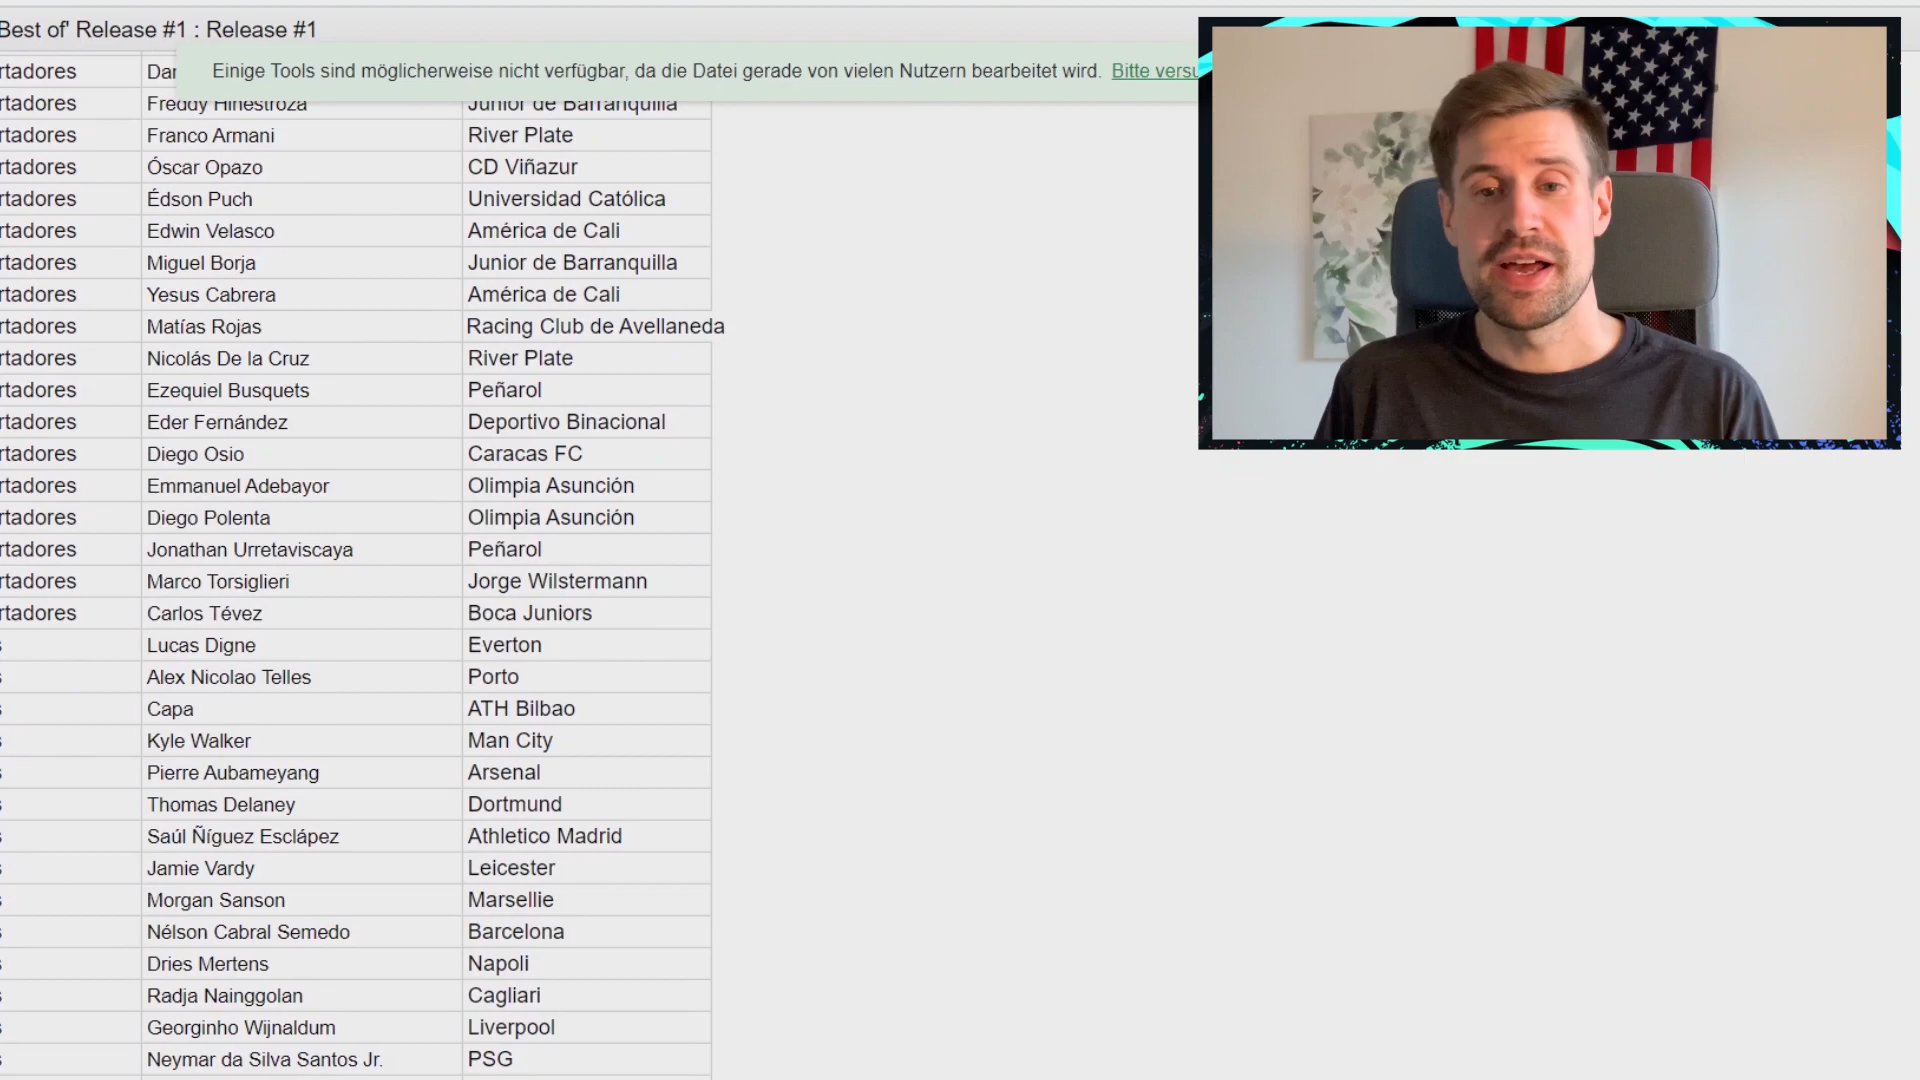 Best of' Release #1 : Release #1
Einige Tools sind möglicherweise nicht verfügbar, da die Datei gerade von vielen Nutzern bearbeitet wird. Bitte versu
rtadores Dar
rtadores Freddy Hinestroza Junior de Barranquilla
rtadores Franco Armani River Plate
rtadores Óscar Opazo CD Viñazur
rtadores Édson Puch Universidad Católica
rtadores Edwin Velasco América de Cali
rtadores Miguel Borja Junior de Barranquilla
rtadores Yesus Cabrera América de Cali
rtadores Matías Rojas Racing Club de Avellaneda
rtadores Nicolás De la Cruz River Plate
rtadores Ezequiel Busquets Peñarol
rtadores Eder Fernández Deportivo Binacional
rtadores Diego Osio Caracas FC
rtadores Emmanuel Adebayor Olimpia Asunción
rtadores Diego Polenta Olimpia Asunción
rtadores Jonathan Urretaviscaya Peñarol
rtadores Marco Torsiglieri Jorge Wilstermann
rtadores Carlos Tévez Boca Juniors
s Lucas Digne Everton
s Alex Nicolao Telles Porto
s Capa ATH Bilbao
s Kyle Walker Man City
s Pierre Aubameyang Arsenal
s Thomas Delaney Dortmund
s Saúl Ñíguez Esclápez Athletico Madrid
s Jamie Vardy Leicester
s Morgan Sanson Marsellie
s Nélson Cabral Semedo Barcelona
s Dries Mertens Napoli
s Radja Nainggolan Cagliari
s Georginho Wijnaldum Liverpool
s Neymar da Silva Santos Jr. PSG